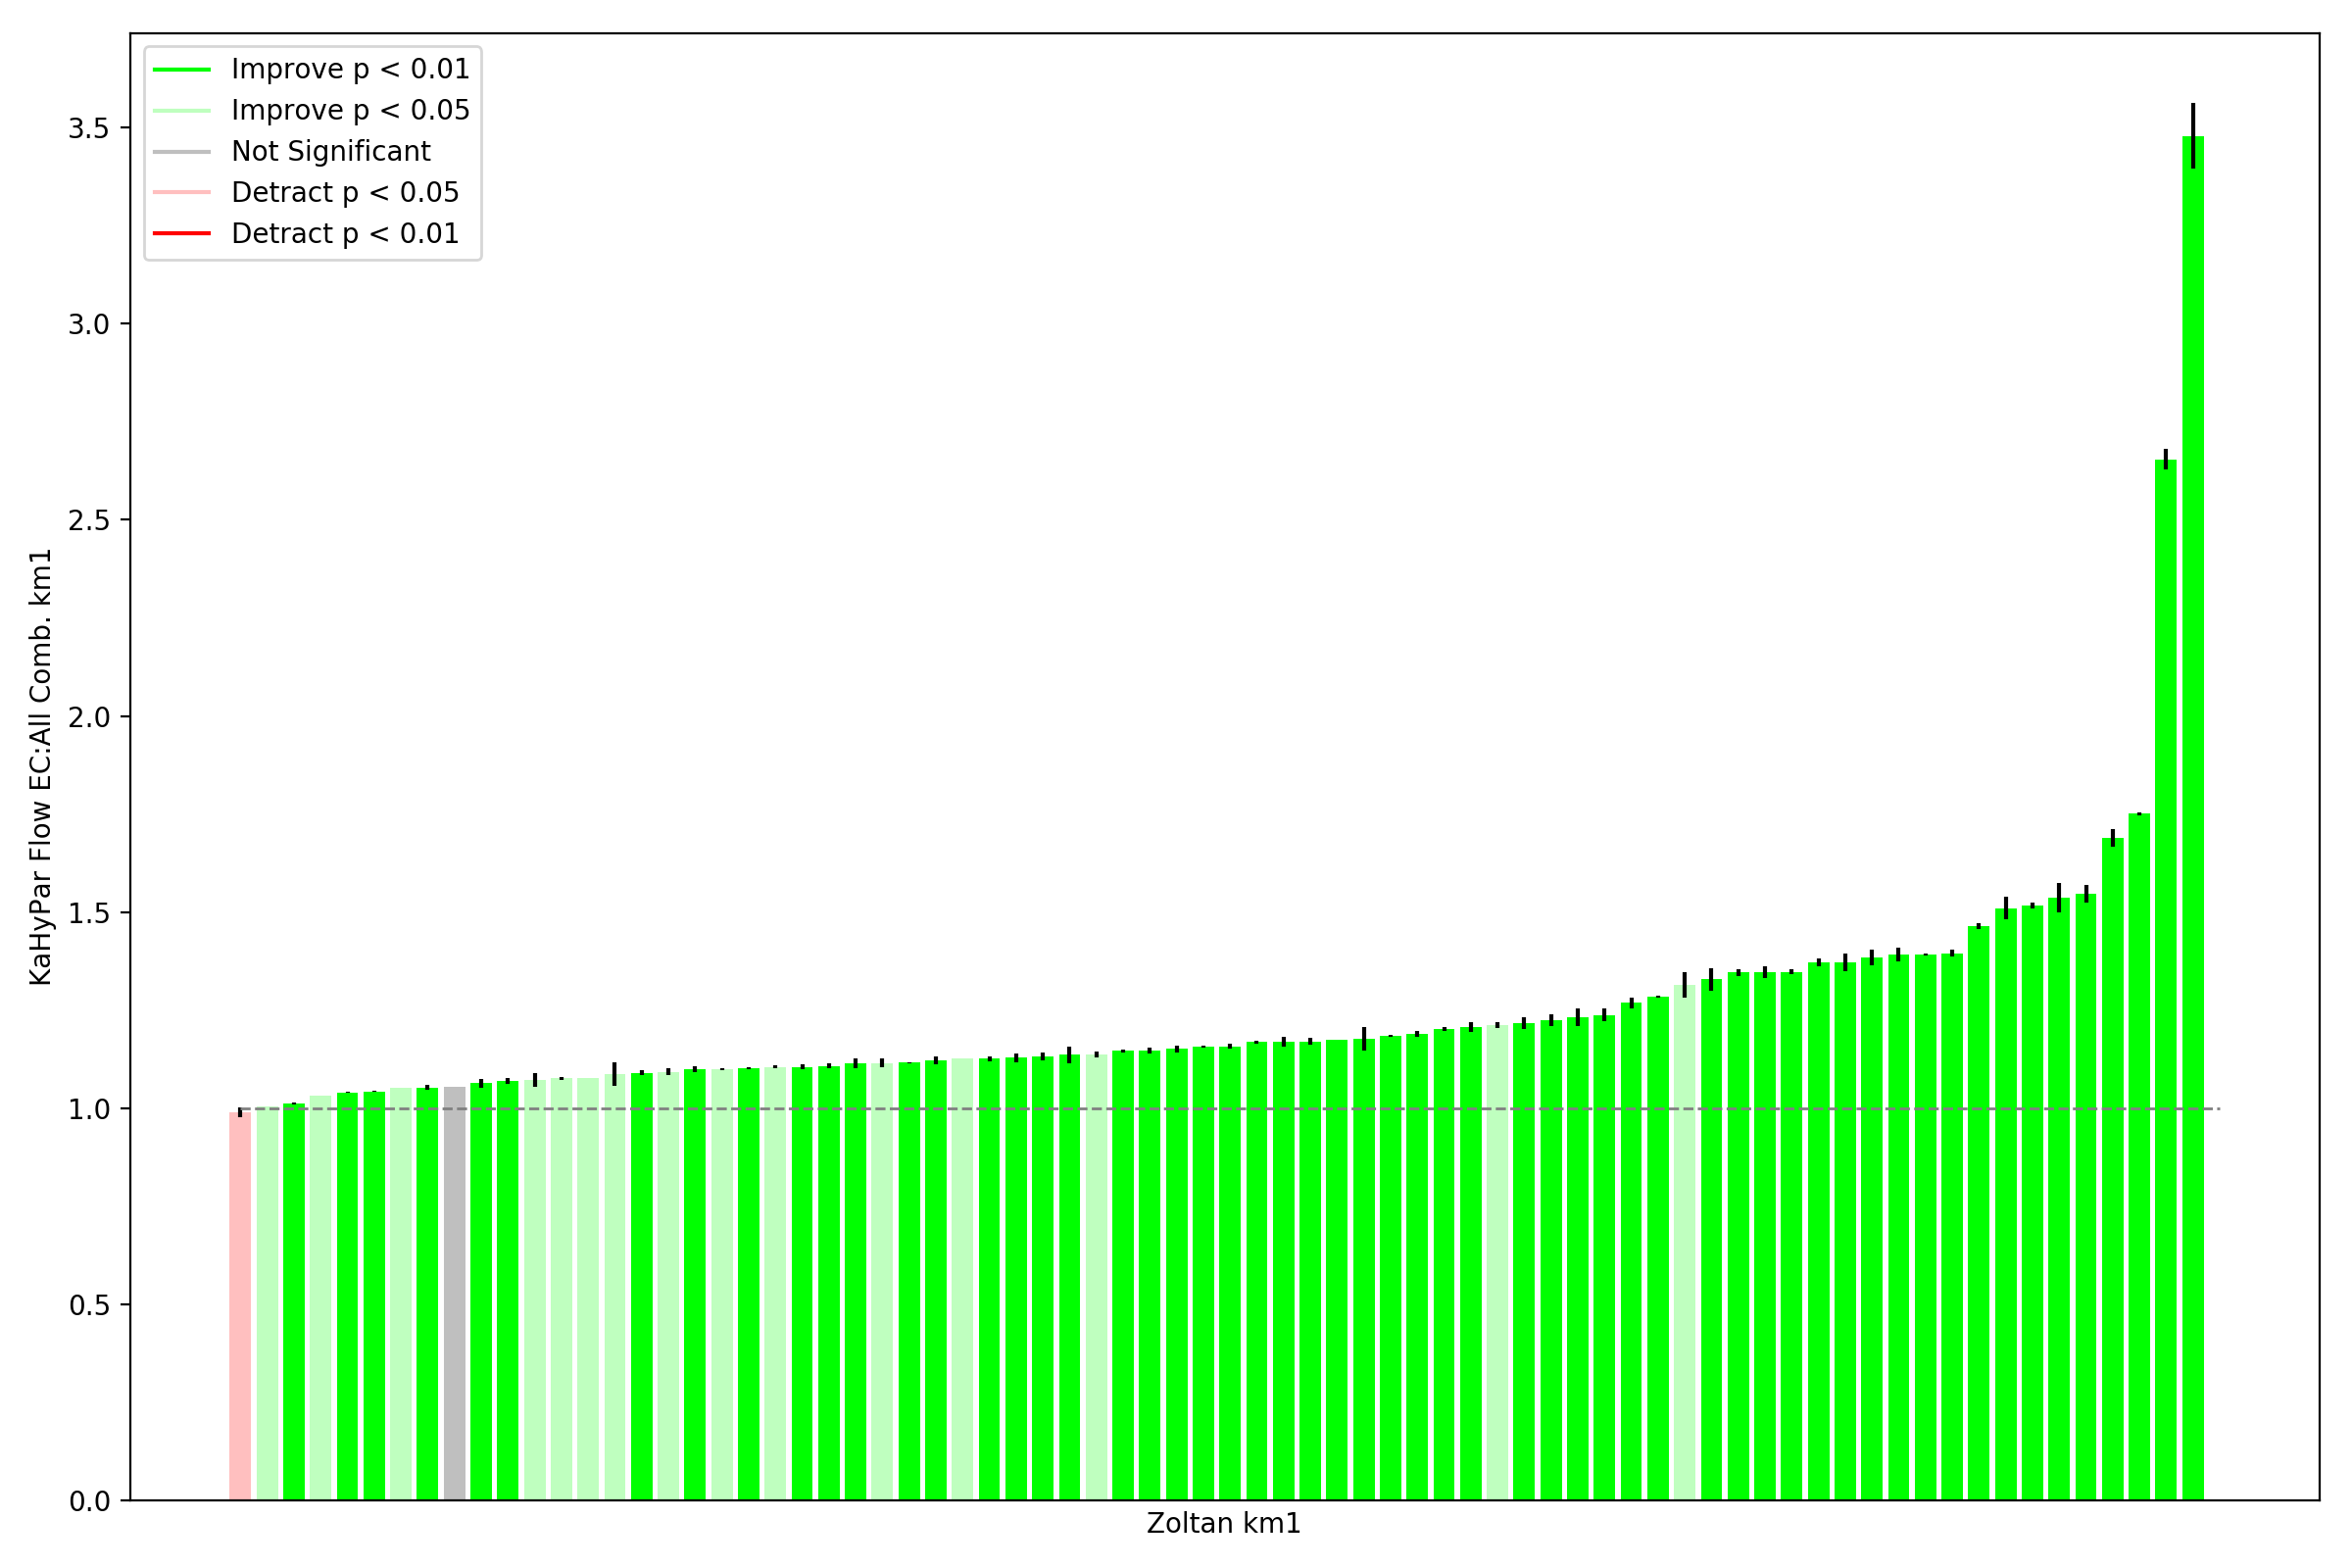 Improve p < 0.01
Improve p < 0.05
Not Significant
Detract p < 0.05
Detract p < 0.01
3.5
3.0
2.5
2.0
1.5
1.0
0.5
0.0
KaHyPar Flow EC:All Comb. km1
Zoltan km1